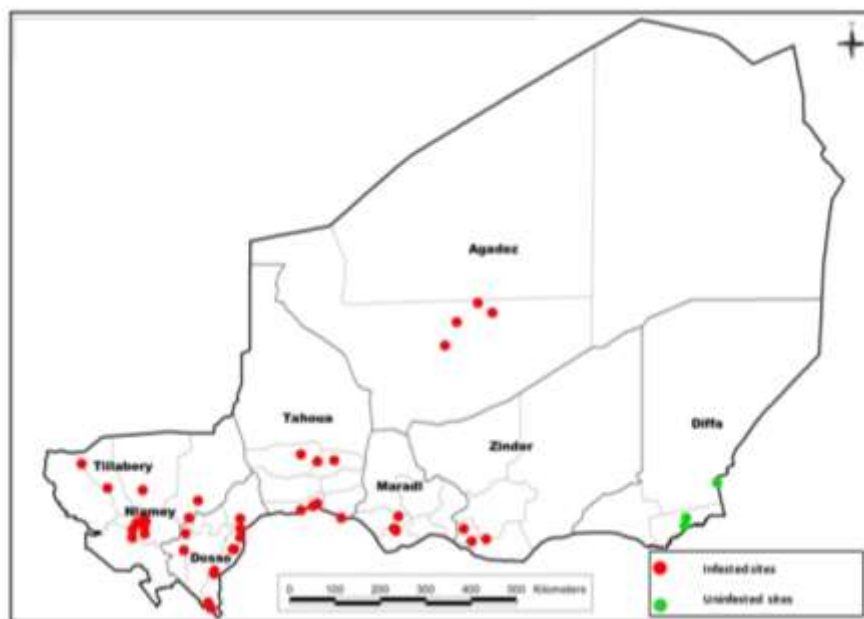 Agadez
Tahoua
Diffa
Zinder
Tillabery
Maradi
Niamey
Dosso
0 100 200 300 400 500 Kilometers
Infested sites
Uninfested sites